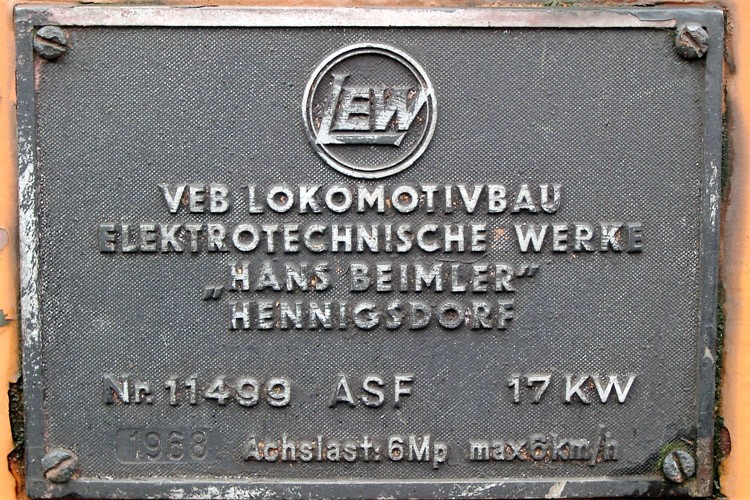 LEW
VEB LOKOMOTIVBAU
ELEKTROTECHNISCHE WERKE
„HANS BEIMLER”
HENNIGSDORF
Nr. 11499 ASF 17 KW
1968 Achslast: 6Mp max 6km/h